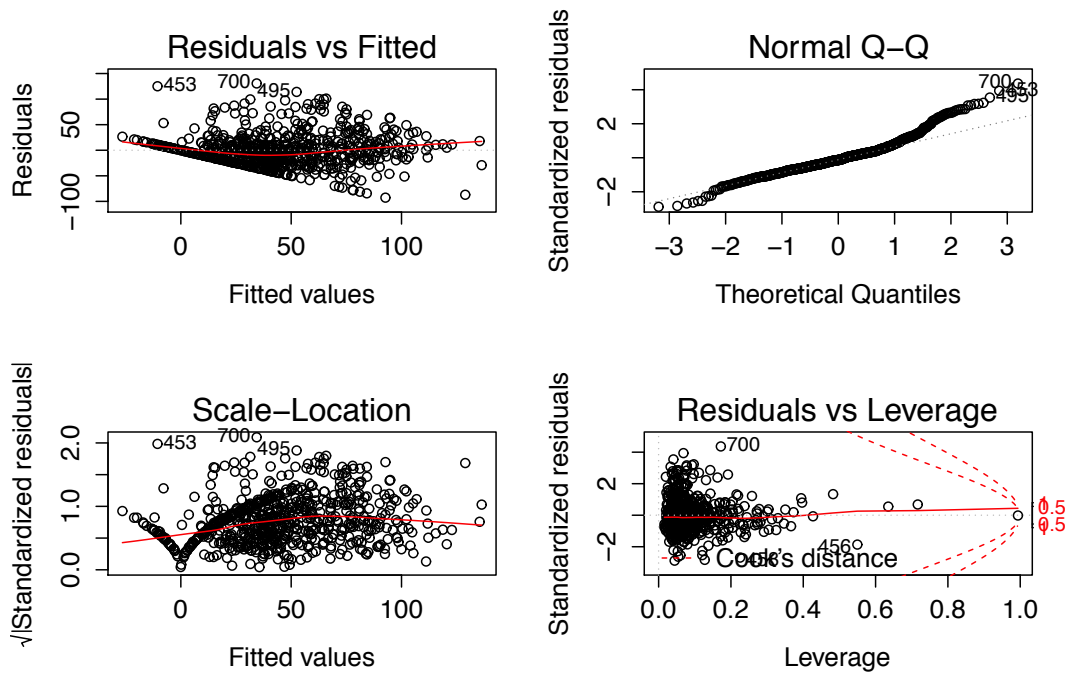 Residuals vs Fitted
Residuals
50
−100
453
700
495
0 50 100
Fitted values
Normal Q−Q
Standardized residuals
2
−2
700
453
495
−3 −2 −1 0 1 2 3
Theoretical Quantiles
Scale−Location
√|Standardized residuals|
2.0
1.0
0.0
453
700
495
0 50 100
Fitted values
Residuals vs Leverage
Standardized residuals
2
−2
700
456
Cook's distance
1
0.5
0.5
1
0.0 0.2 0.4 0.6 0.8 1.0
Leverage